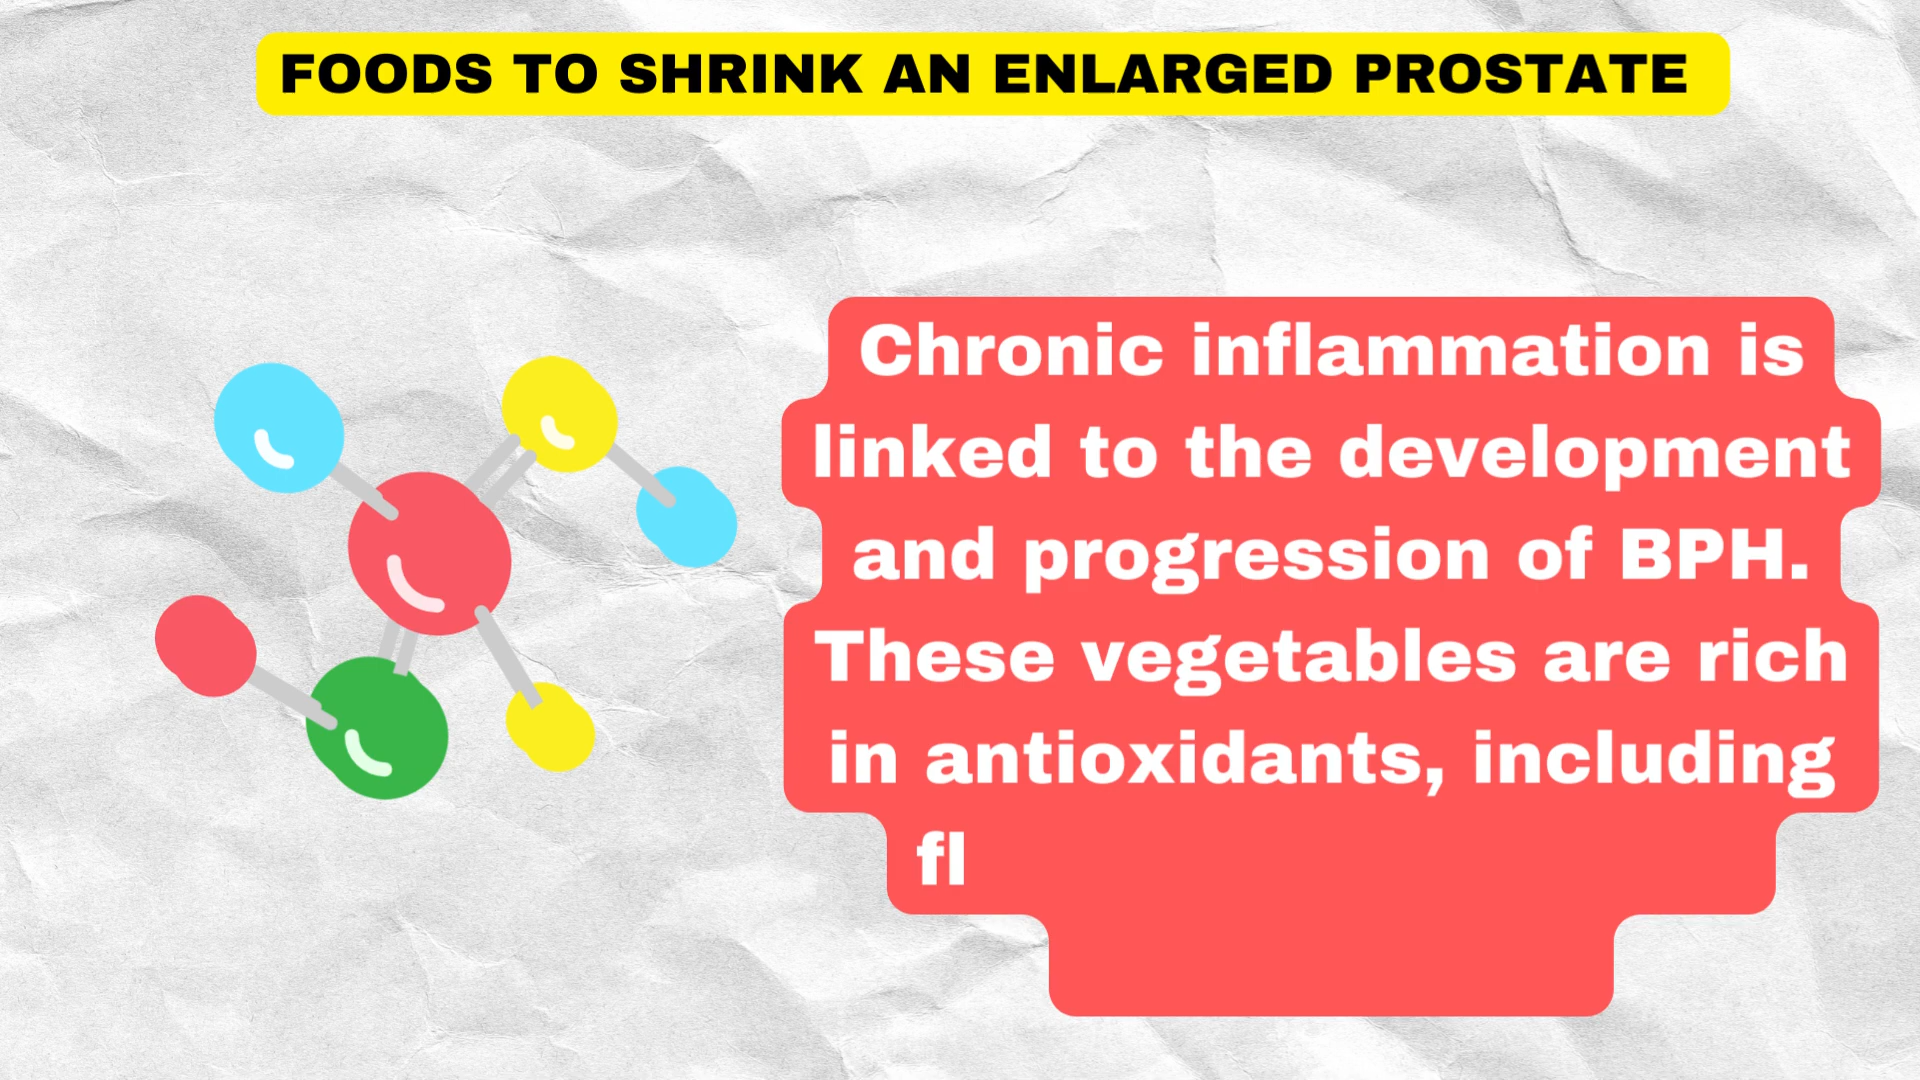 FOODS TO SHRINK AN ENLARGED PROSTATE
Chronic inflammation is
linked to the development
and progression of BPH.
These vegetables are rich
in antioxidants, including
fl